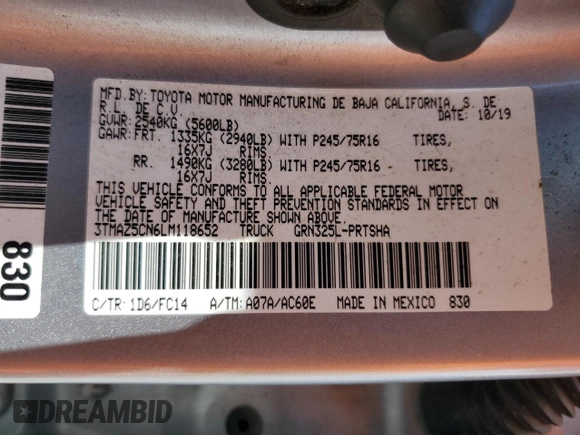 MFD.BY: TOYOTA MOTOR MANUFACTURING DE BAJA CALIFORNIA, S. DE
R.L. DE C.V. DATE: 10/19
GVWR: 2540KG (5600LB)
GAWR: FRT. 1335KG (2940LB) WITH P245/75R16 TIRES,
16X7J RIMS
RR. 1490KG (3280LB) WITH P245/75R16 - TIRES,
16X7J RIMS
THIS VEHICLE CONFORMS TO ALL APPLICABLE FEDERAL MOTOR
VEHICLE SAFETY AND THEFT PREVENTION STANDARDS IN EFFECT ON
THE DATE OF MANUFACTURE SHOWN ABOVE.
3TMAZ5CN6LM118652 TRUCK GRN325L-PRTSHA
C/TR: 1D6/FC14 A/TM: A07A/AC60E MADE IN MEXICO 830
830
DREAMBID